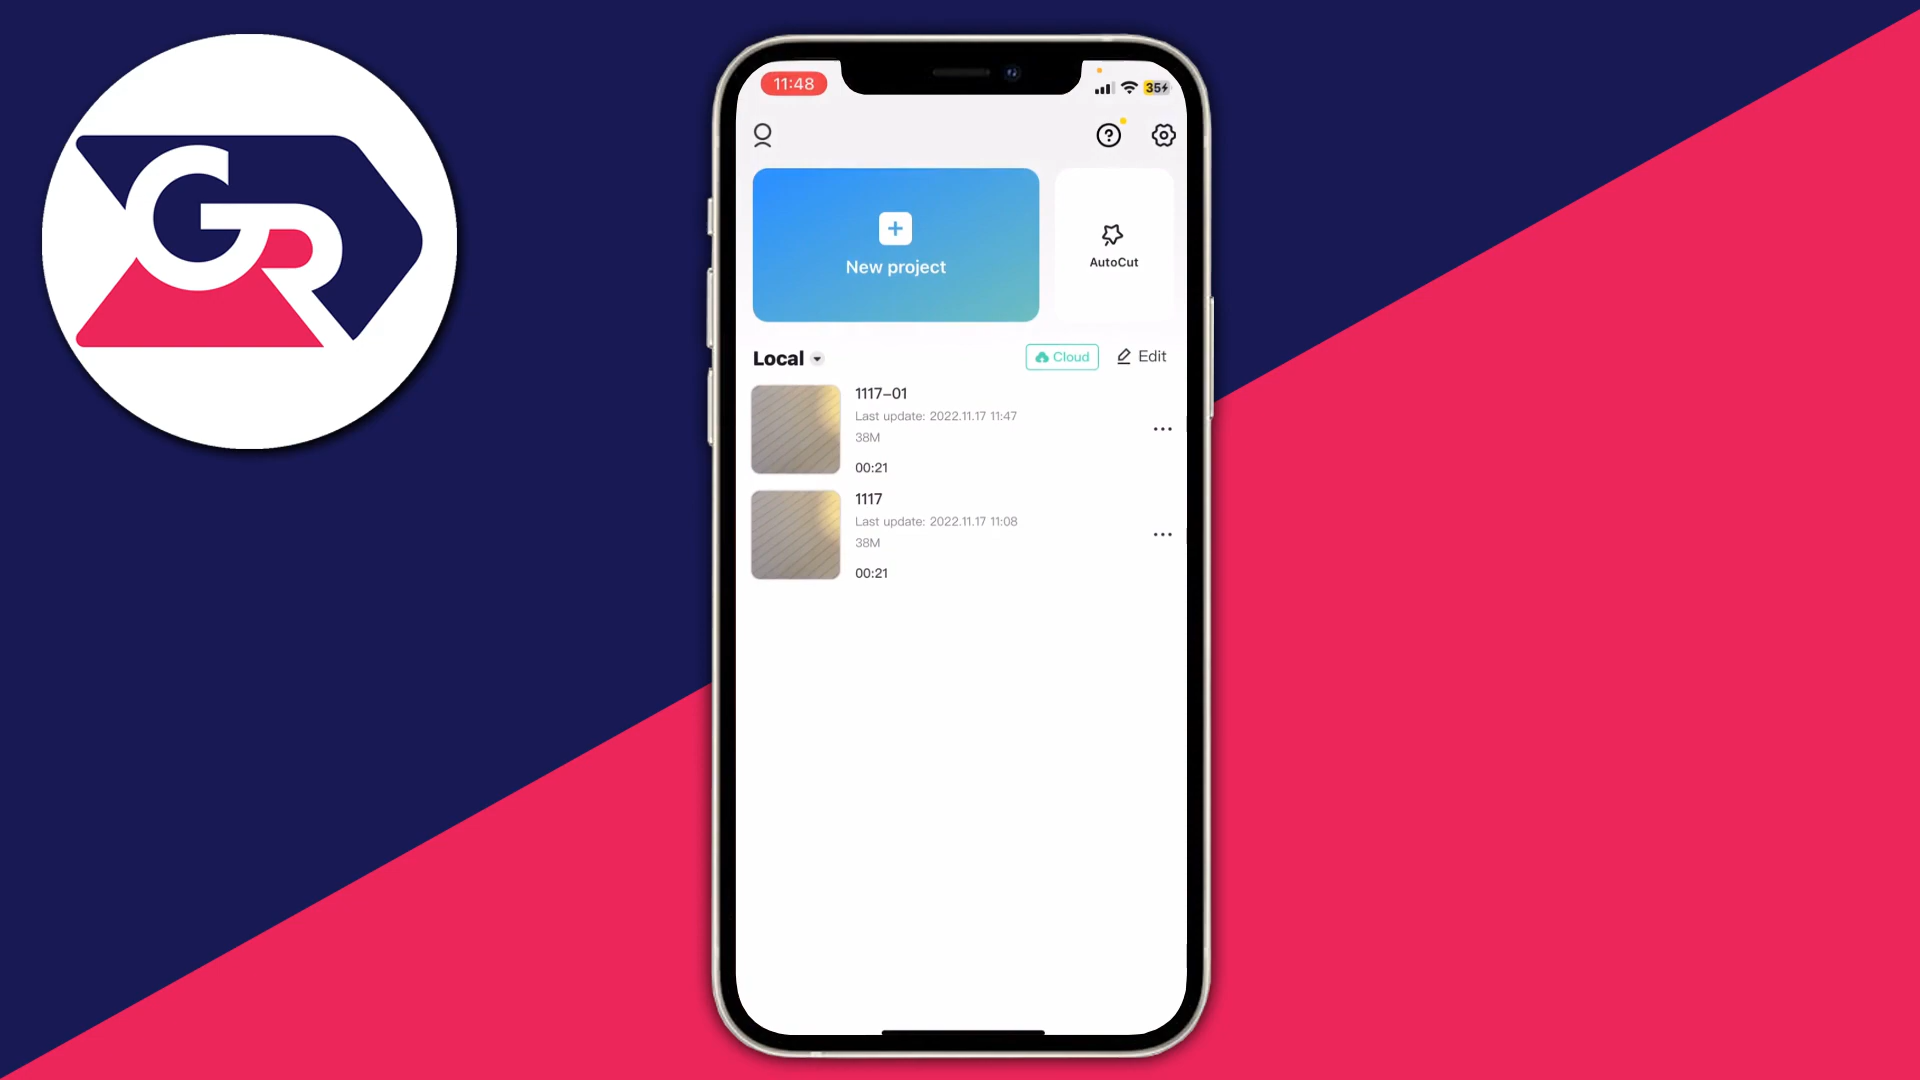 GR
11:48
35
New project
AutoCut
Local
Cloud
Edit
1117-01
Last update: 2022.11.17 11:47
38M
00:21
1117
Last update: 2022.11.17 11:08
38M
00:21